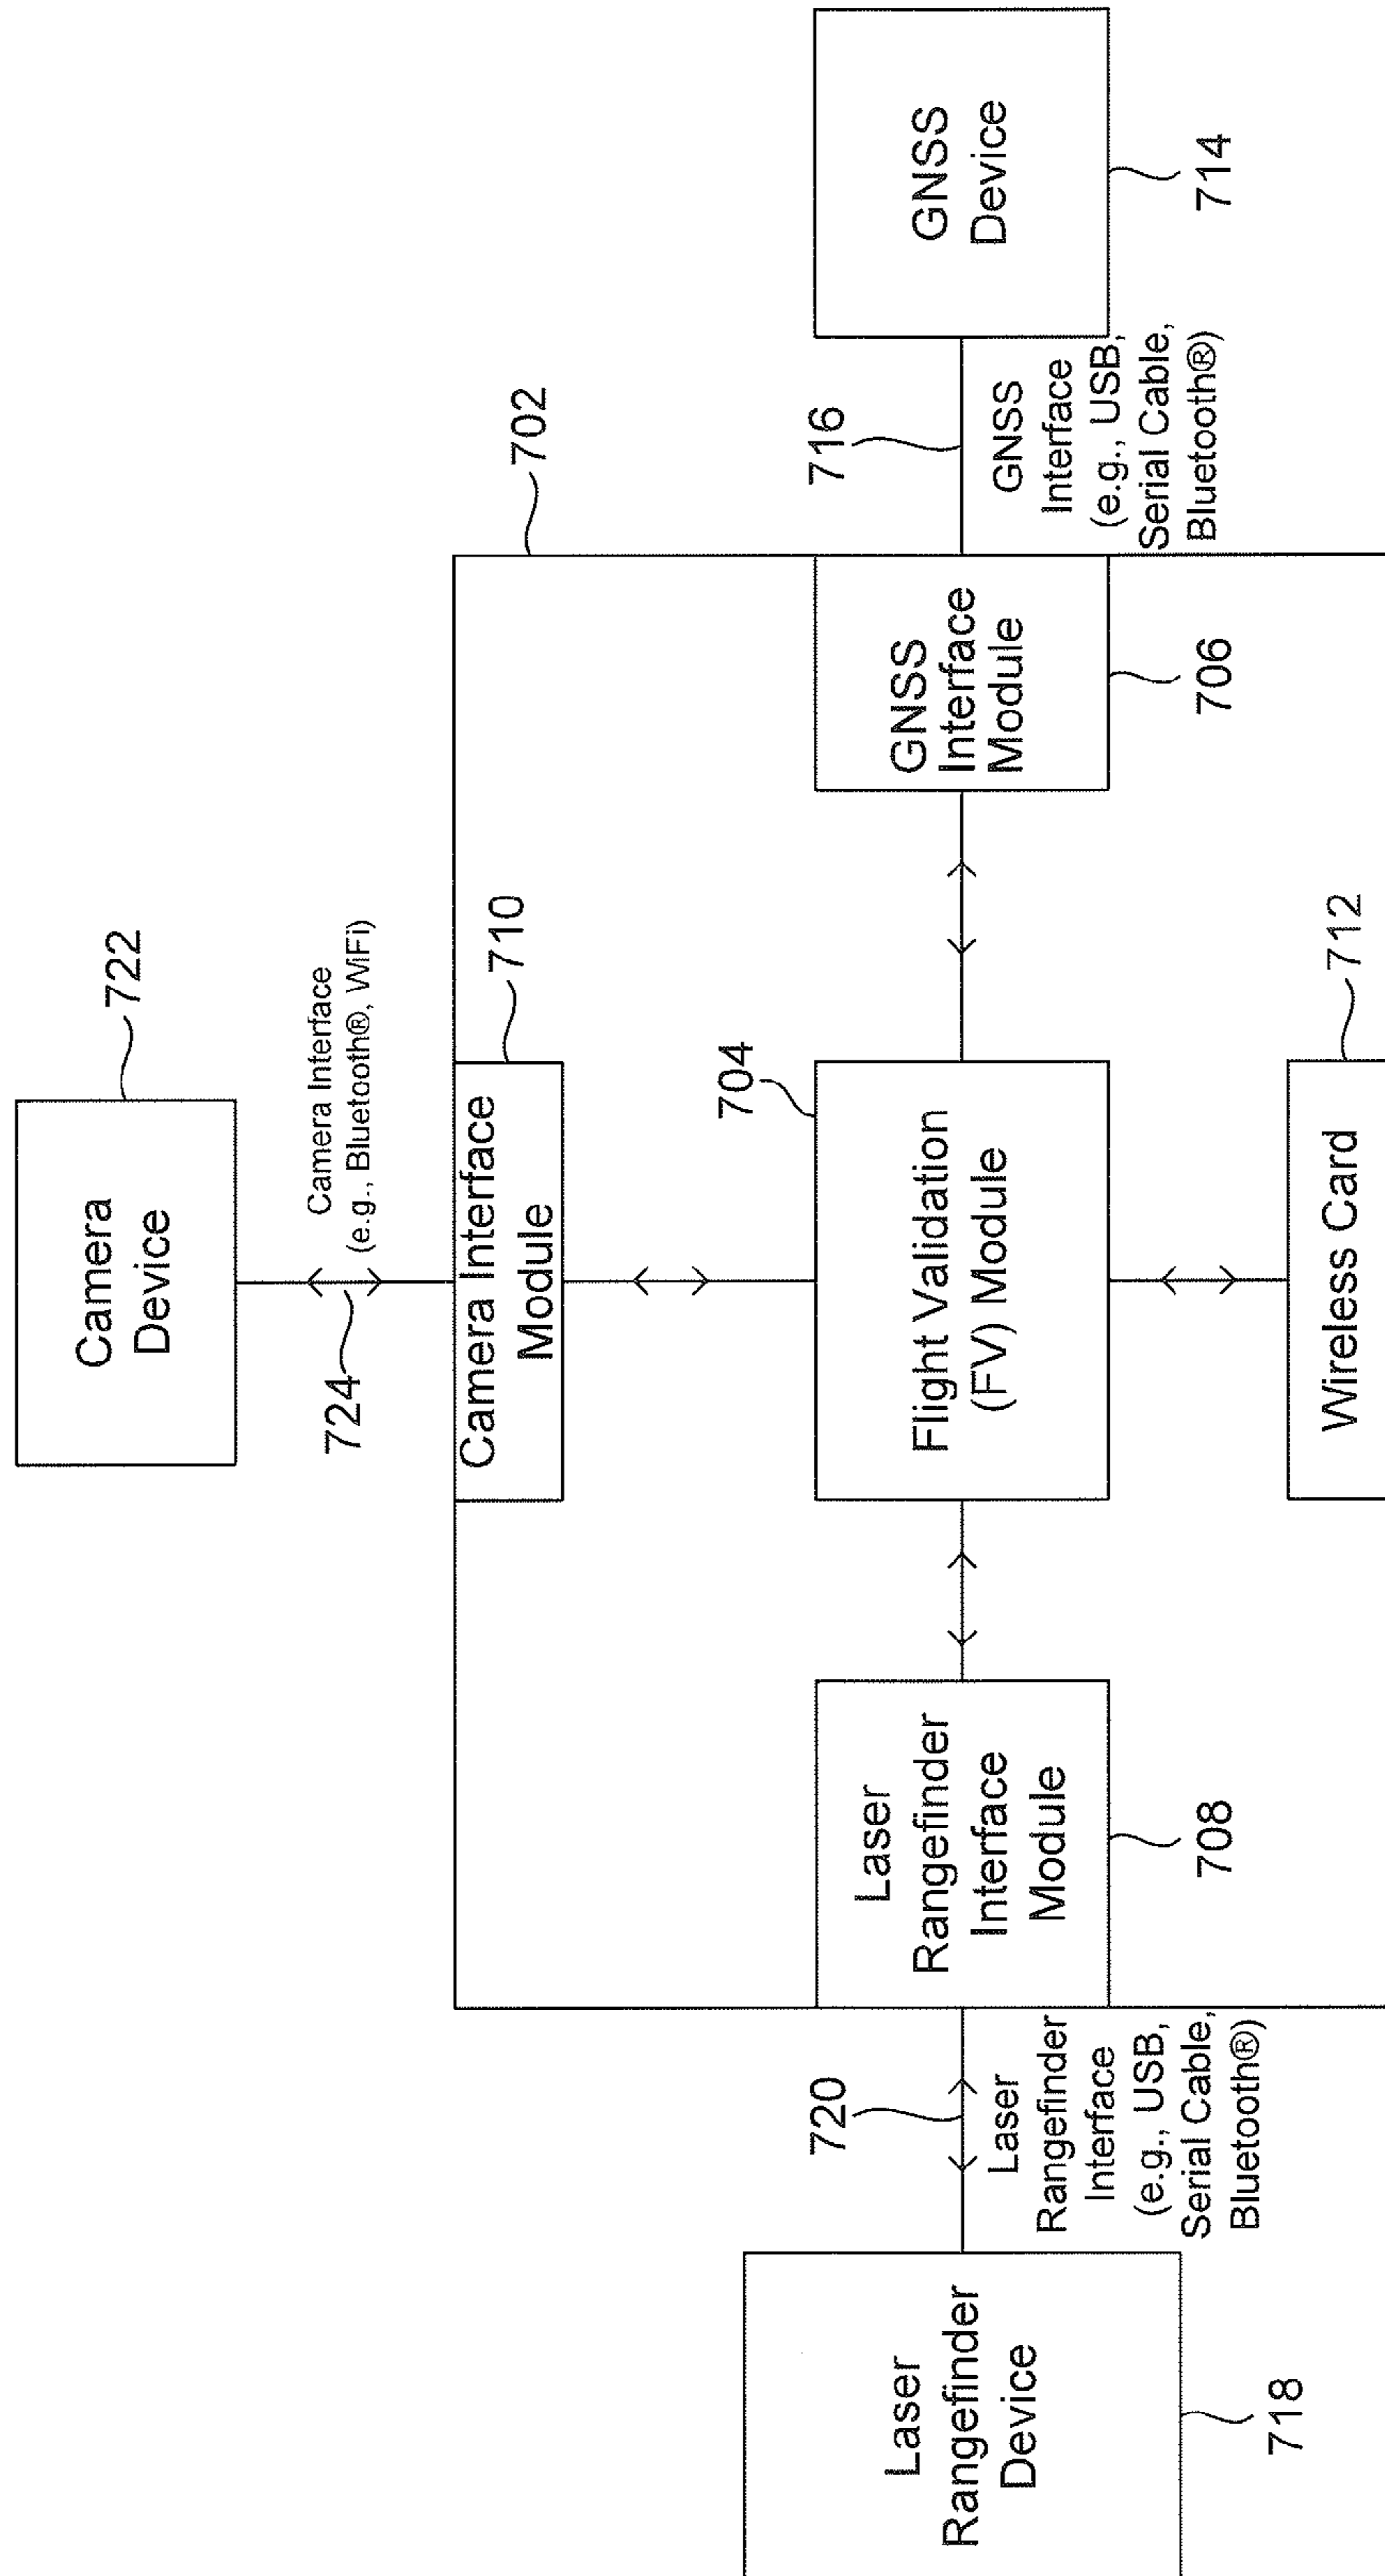 Camera
Device
722
724
Camera Interface
(e.g., Bluetooth®, WiFi)
702
Camera Interface
Module
710
Laser
Rangefinder
Device
718
720
Laser
Rangefinder
Interface
(e.g., USB,
Serial Cable,
Bluetooth®)
Laser
Rangefinder
Interface
Module
708
704
Flight Validation
(FV) Module
GNSS
Interface
Module
706
716
GNSS
Interface
(e.g., USB,
Serial Cable,
Bluetooth®)
GNSS
Device
714
Wireless Card
712